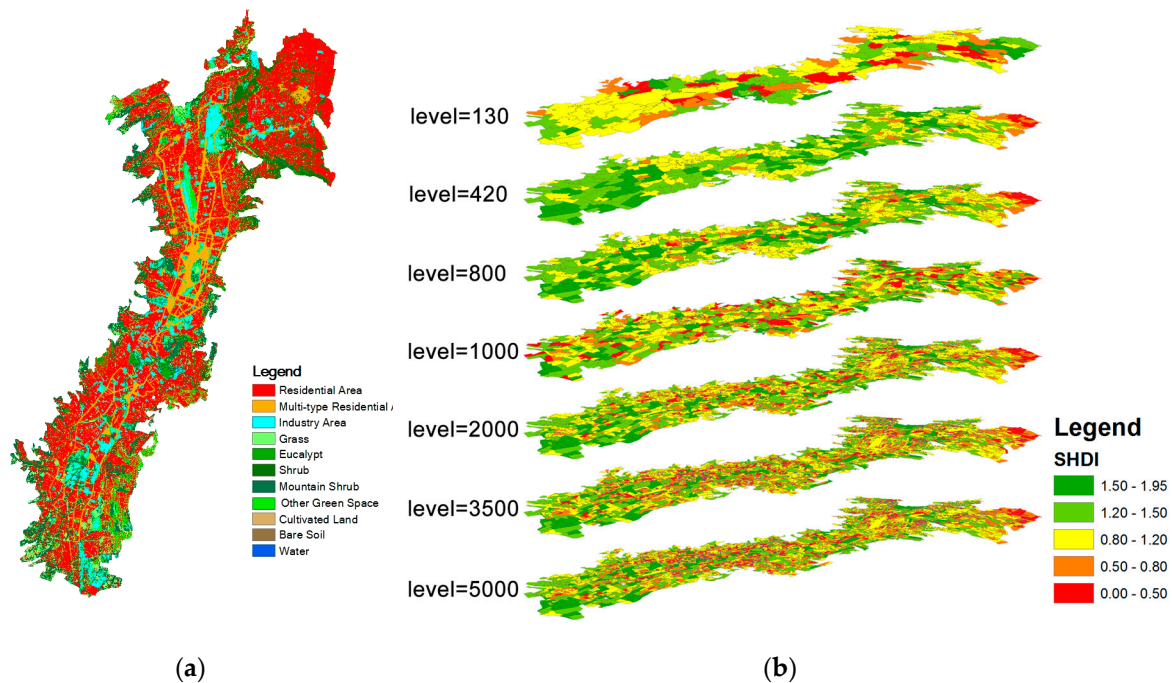 Legend
Residential Area
Multi-type Residential
Industry Area
Grass
Eucalypt
Shrub
Mountain Shrub
Other Green Space
Cultivated Land
Bare Soil
Water
(a)
level=130
level=420
level=800
level=1000
level=2000
level=3500
level=5000
Legend
SHDI
1.50 - 1.95
1.20 - 1.50
0.80 - 1.20
0.50 - 0.80
0.00 - 0.50
(b)